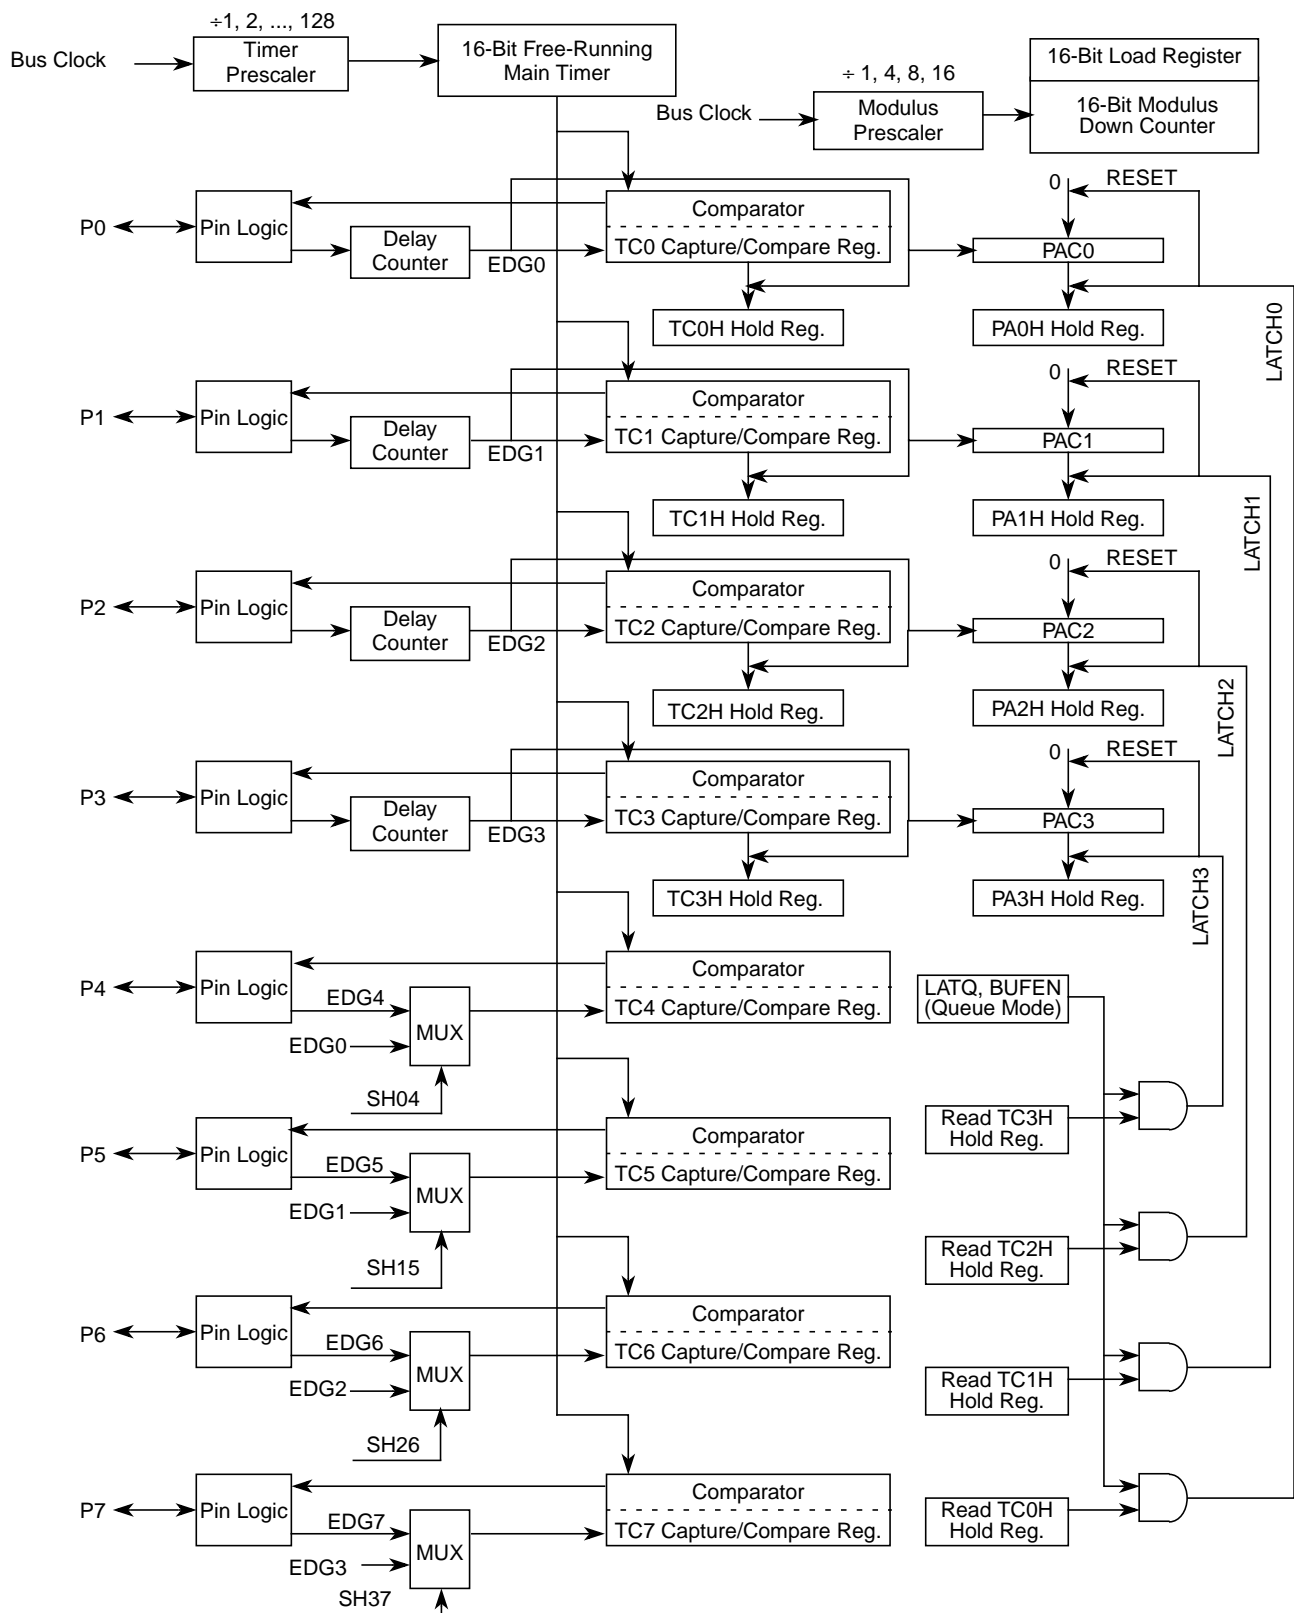 ÷1, 2, ..., 128
Bus Clock
Timer
Prescaler
16-Bit Free-Running
Main Timer
÷ 1, 4, 8, 16
Bus Clock
Modulus
Prescaler
16-Bit Load Register
16-Bit Modulus
Down Counter
P0
Pin Logic
Delay
Counter
EDG0
Comparator
TC0 Capture/Compare Reg.
TC0H Hold Reg.
0
RESET
PAC0
PA0H Hold Reg.
LATCH0
P1
Pin Logic
Delay
Counter
EDG1
Comparator
TC1 Capture/Compare Reg.
TC1H Hold Reg.
0
RESET
PAC1
PA1H Hold Reg.
LATCH1
P2
Pin Logic
Delay
Counter
EDG2
Comparator
TC2 Capture/Compare Reg.
TC2H Hold Reg.
0
RESET
PAC2
PA2H Hold Reg.
LATCH2
P3
Pin Logic
Delay
Counter
EDG3
Comparator
TC3 Capture/Compare Reg.
TC3H Hold Reg.
0
RESET
PAC3
PA3H Hold Reg.
LATCH3
P4
Pin Logic
EDG4
EDG0
MUX
SH04
Comparator
TC4 Capture/Compare Reg.
LATQ, BUFEN
(Queue Mode)
Read TC3H
Hold Reg.
P5
Pin Logic
EDG5
EDG1
MUX
SH15
Comparator
TC5 Capture/Compare Reg.
Read TC2H
Hold Reg.
P6
Pin Logic
EDG6
EDG2
MUX
SH26
Comparator
TC6 Capture/Compare Reg.
Read TC1H
Hold Reg.
P7
Pin Logic
EDG7
EDG3
MUX
SH37
Comparator
TC7 Capture/Compare Reg.
Read TC0H
Hold Reg.